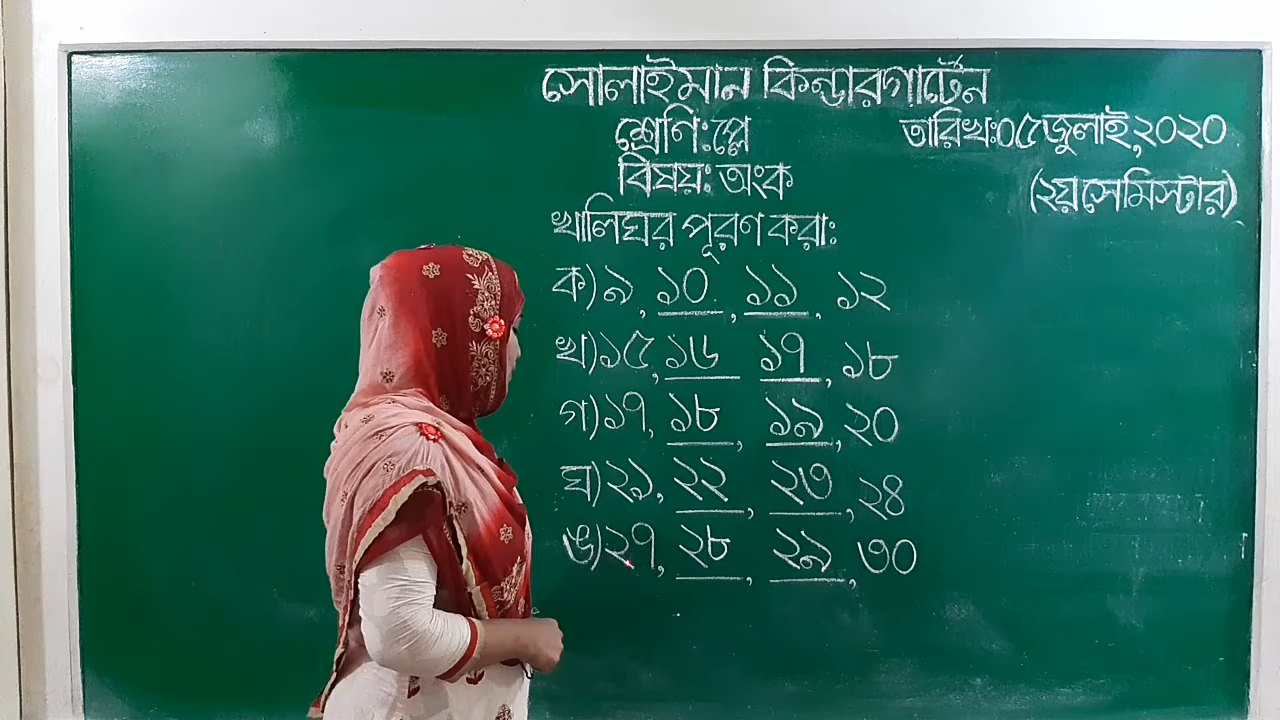 সোলাইমান কিন্ডারগার্টেন
শ্রেণি:প্লে
তারিখ:০৫জুলাই,২০২০
বিষয়: অংক
(২য় সেমিস্টার)
খালিঘর পূরণ করা:
ক)৯, ১০, ১১, ১২
খ)১৫, ১৬ ১৭, ১৮
গ)১৭, ১৮, ১৯, ২০
ঘ)২১, ২২, ২৩, ২৪
ঙ)২৭, ২৮, ২৯, ৩০